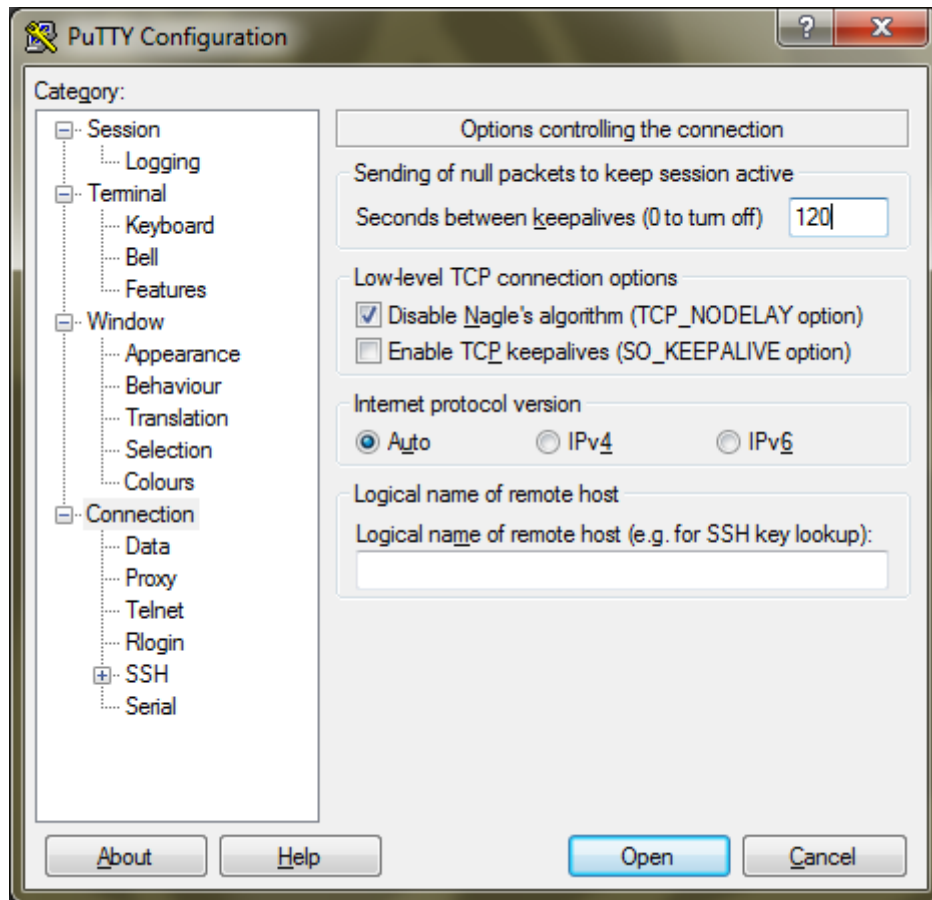 PuTTY Configuration
?
X
Category:
Session
Logging
Terminal
Keyboard
Bell
Features
Window
Appearance
Behaviour
Translation
Selection
Colours
Connection
Data
Proxy
Telnet
Rlogin
SSH
Serial
Options controlling the connection
Sending of null packets to keep session active
Seconds between keepalives (0 to turn off) 120
Low-level TCP connection options
Disable Nagle's algorithm (TCP_NODELAY option)
Enable TCP keepalives (SO_KEEPALIVE option)
Internet protocol version
Auto IPv4 IPv6
Logical name of remote host
Logical name of remote host (e.g. for SSH key lookup):
About Help Open Cancel